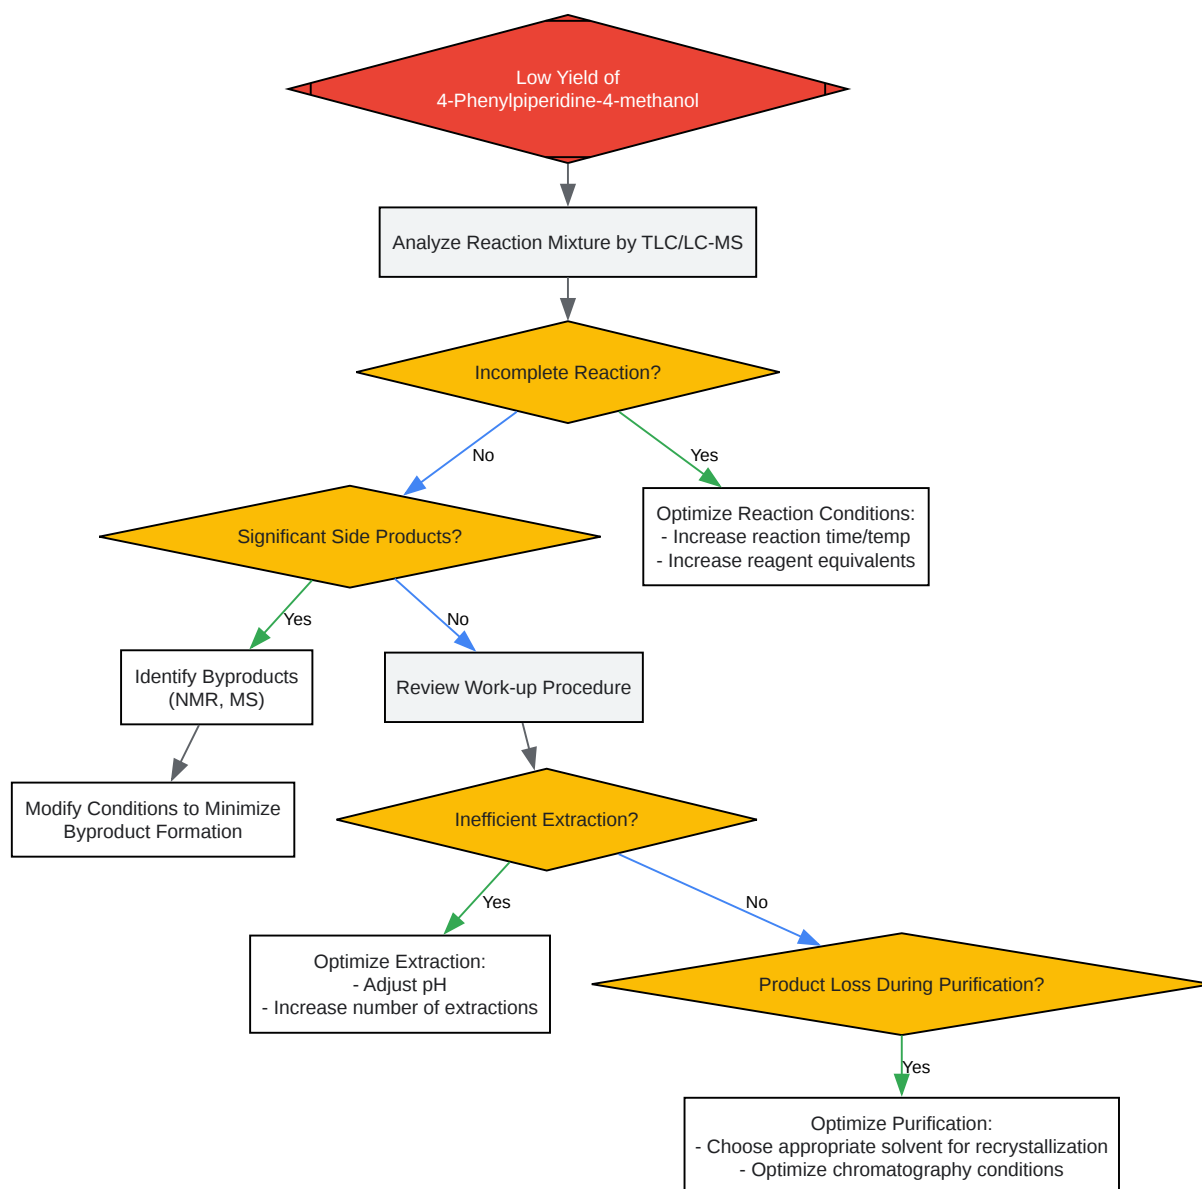 Low Yield of
4-Phenylpiperidine-4-methanol
Analyze Reaction Mixture by TLC/LC-MS
Incomplete Reaction?
No
Yes
Significant Side Products?
Optimize Reaction Conditions:
- Increase reaction time/temp
- Increase reagent equivalents
Yes
No
Identify Byproducts
(NMR, MS)
Review Work-up Procedure
Modify Conditions to Minimize
Byproduct Formation
Inefficient Extraction?
Yes
No
Optimize Extraction:
- Adjust pH
- Increase number of extractions
Product Loss During Purification?
Yes
Optimize Purification:
- Choose appropriate solvent for recrystallization
- Optimize chromatography conditions